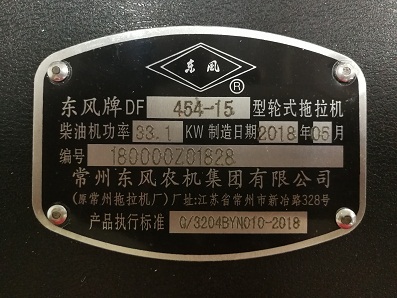 东风
®
东风牌DF 454-15 型轮式拖拉机
柴油机功率 33.1 KW 制造日期 2018 年 05 月
编号 180000Z01828
常州东风农机集团有限公司
(原常州拖拉机厂) 厂址:江苏省常州市新冶路328号
产品执行标准 Q/3204BYN010-2018